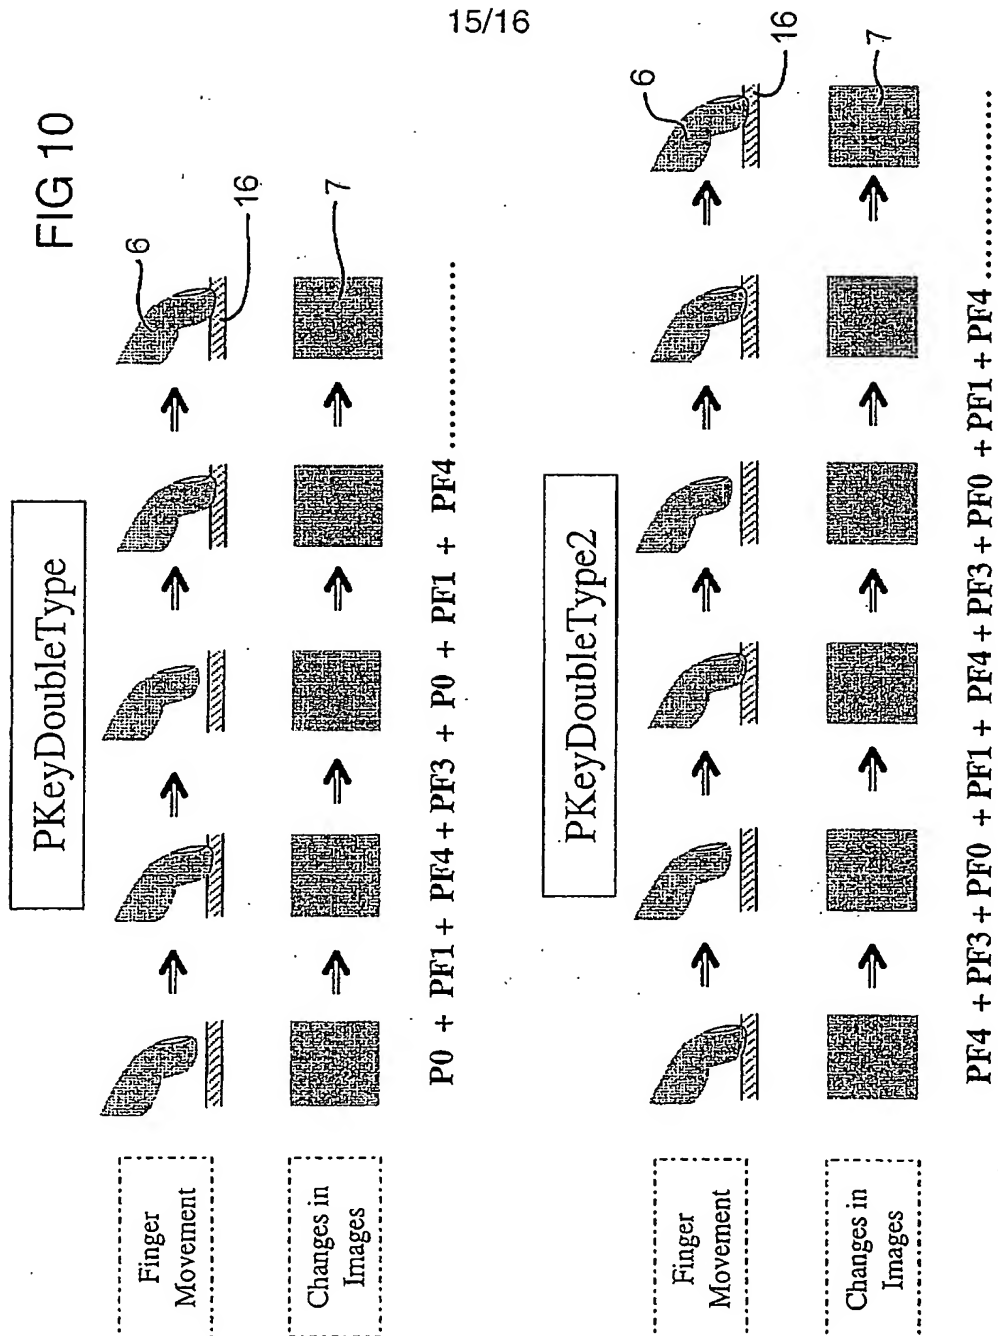 15/16
FIG 10
PKeyDoubleType
Finger
Movement
6
16
Changes in
Images
7
P0 + PF1 + PF4 + PF3 + P0 + PF1 + PF4..............
PKeyDoubleType2
Finger
Movement
6
16
Changes in
Images
7
PF4 + PF3 + PF0 + PF1 + PF4 + PF3 + PF0 + PF1 + PF4..............